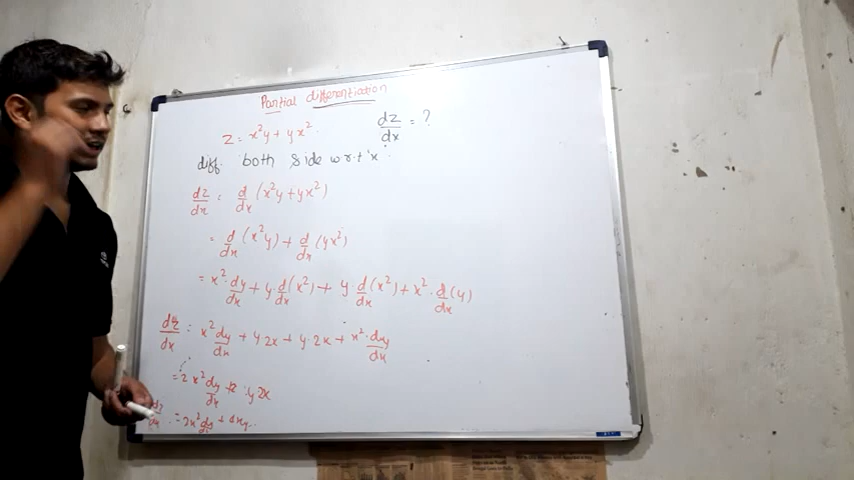 Partial differentiation
Z = x²y + yx². dz/dx = ?
diff. both side w.r.t 'x'.
dz/dx = d/dx (x²y + yx²)
= d/dx (x²y) + d/dx (yx²)
= x². dy/dx + y. d/dx (x²) + y. d/dx (x²) + x². d/dx (y)
dz/dx = x² dy/dx + y.2x + y.2x + x². dy/dx
= 2 x² dy/dx + 2 . y.2x
dz/dx = 2x² dy/dx + 4xy.